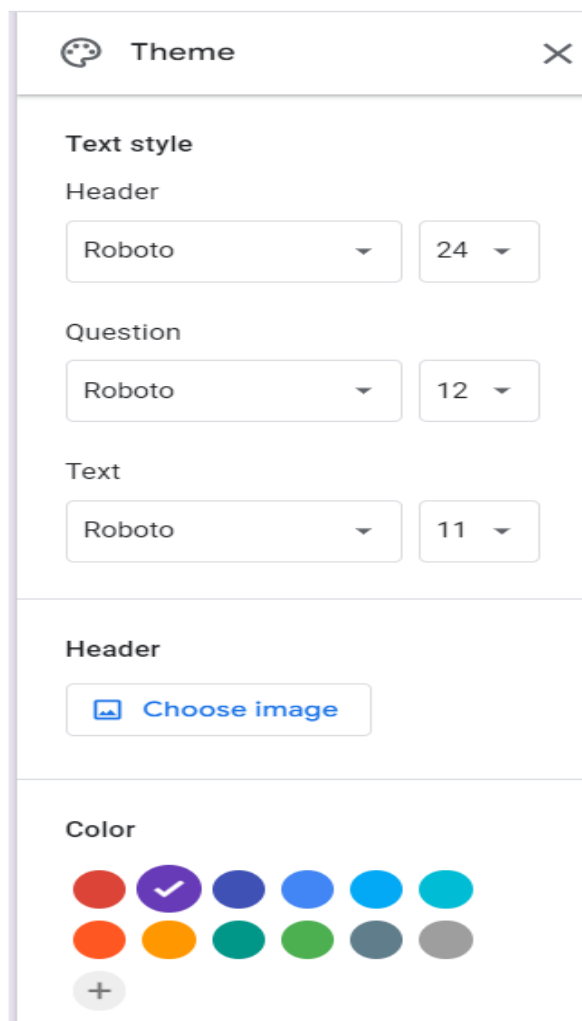 Theme
Text style
Header
Roboto 24
Question
Roboto 12
Text
Roboto 11
Header
Choose image
Color